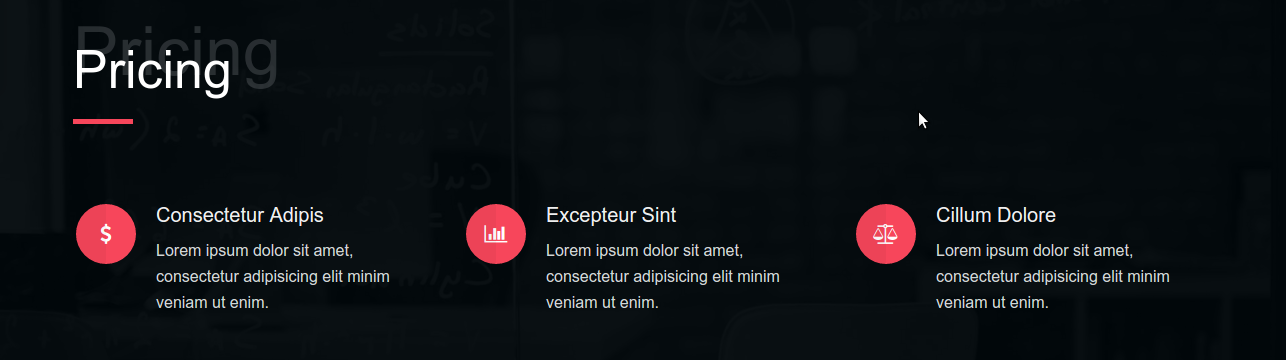 Pricing
Pricing
$
Consectetur Adipis
Lorem ipsum dolor sit amet,
consectetur adipisicing elit minim
veniam ut enim.
Excepteur Sint
Lorem ipsum dolor sit amet,
consectetur adipisicing elit minim
veniam ut enim.
Cillum Dolore
Lorem ipsum dolor sit amet,
consectetur adipisicing elit minim
veniam ut enim.